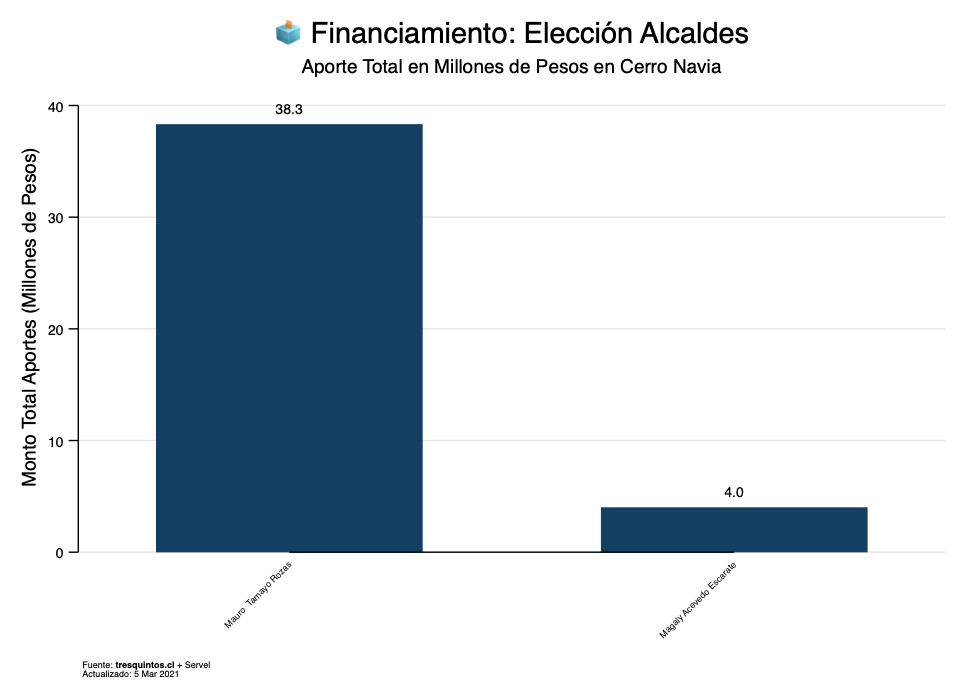 Financiamiento: Elección Alcaldes
Aporte Total en Millones de Pesos en Cerro Navia
Monto Total Aportes (Millones de Pesos)
40
30
20
10
0
38.3
4.0
Mauro Tamayo Rozas
Magaly Acevedo Escarate
Fuente: tresquintos.cl + Servel
Actualizado: 5 Mar 2021